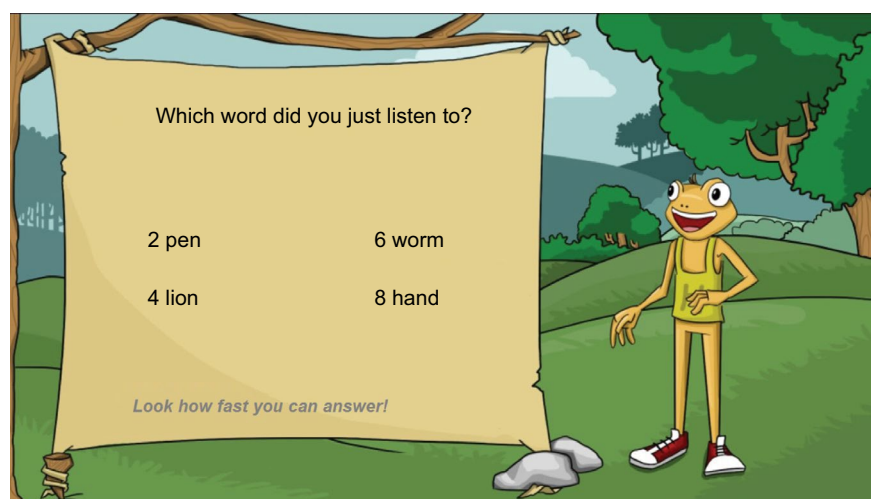 Which word did you just listen to?
2 pen
6 worm
4 lion
8 hand
Look how fast you can answer!